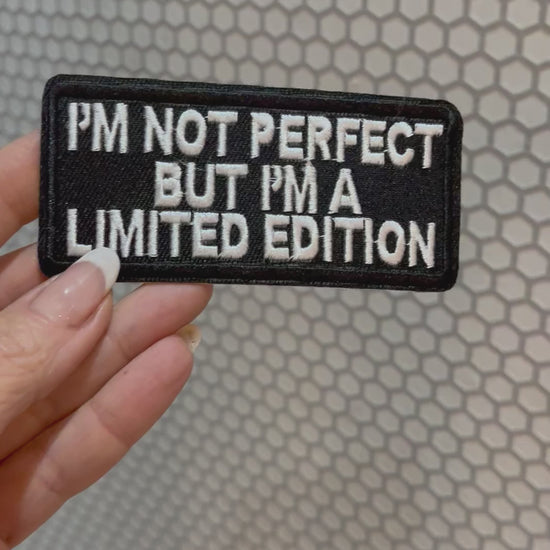 I'M NOT PERFECT
BUT I'M A
LIMITED EDITION